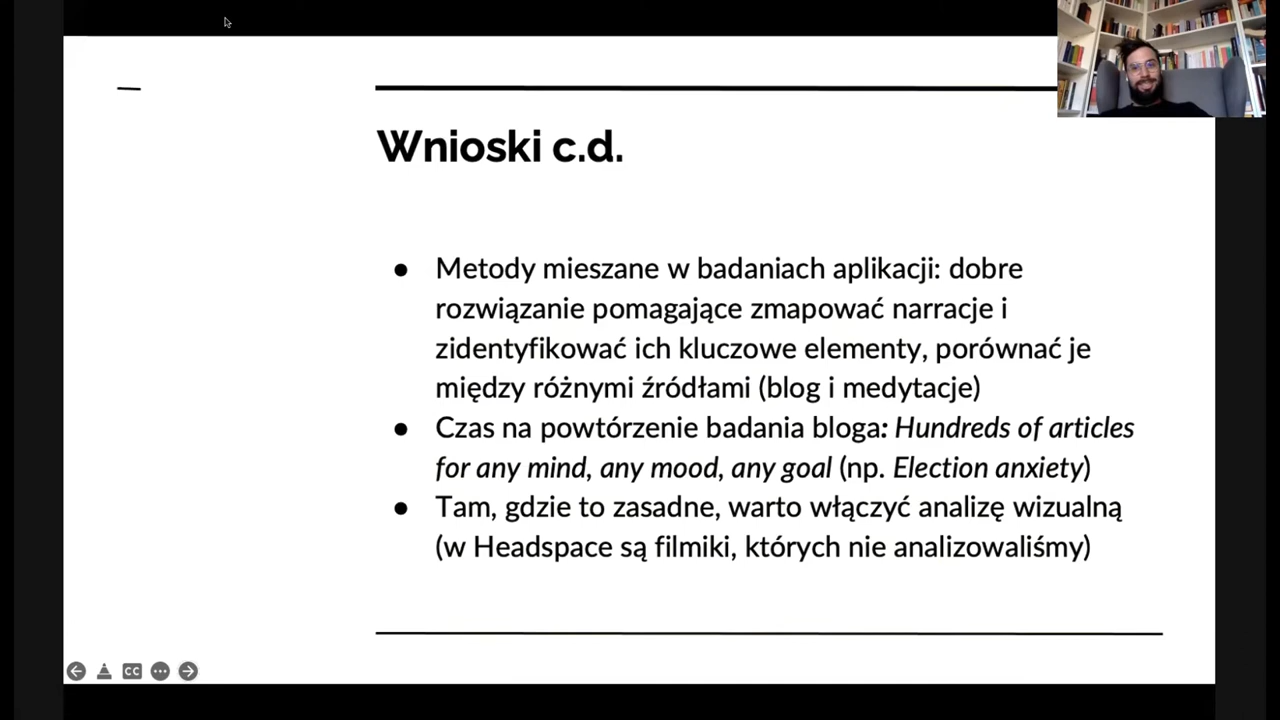 Wnioski c.d.
● Metody mieszane w badaniach aplikacji: dobre
rozwiązanie pomagające zmapować narracje i
zidentyfikować ich kluczowe elementy, porównać je
między różnymi źródłami (blog i medytacje)
● Czas na powtórzenie badania bloga: Hundreds of articles
for any mind, any mood, any goal (np. Election anxiety)
● Tam, gdzie to zasadne, warto włączyć analizę wizualną
(w Headspace są filmiki, których nie analizowaliśmy)
CC